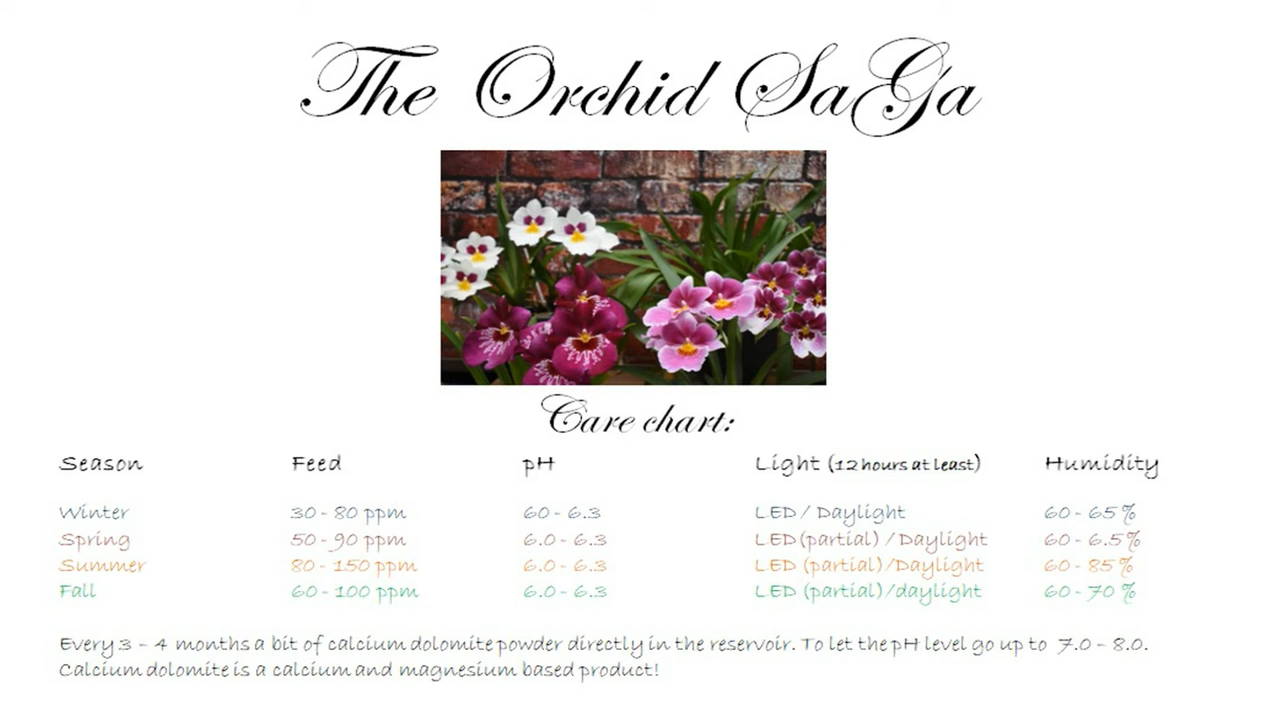 The Orchid SaGa
Care chart:
Season Feed pH Light (12 hours at least) Humidity
Winter 30 - 80 ppm 60 - 6.3 LED / Daylight 60 - 65 %
Spring 50 - 90 ppm 6.0 - 6.3 LED (partial) / Daylight 60 - 6.5 %
Summer 80 - 150 ppm 6.0 - 6.3 LED (partial) / Daylight 60 - 85 %
Fall 60 - 100 ppm 6.0 - 6.3 LED (partial) / daylight 60 - 70 %
Every 3 - 4 months a bit of calcium dolomite powder directly in the reservoir. To let the pH level go up to 7.0 - 8.0.
Calcium dolomite is a calcium and magnesium based product!